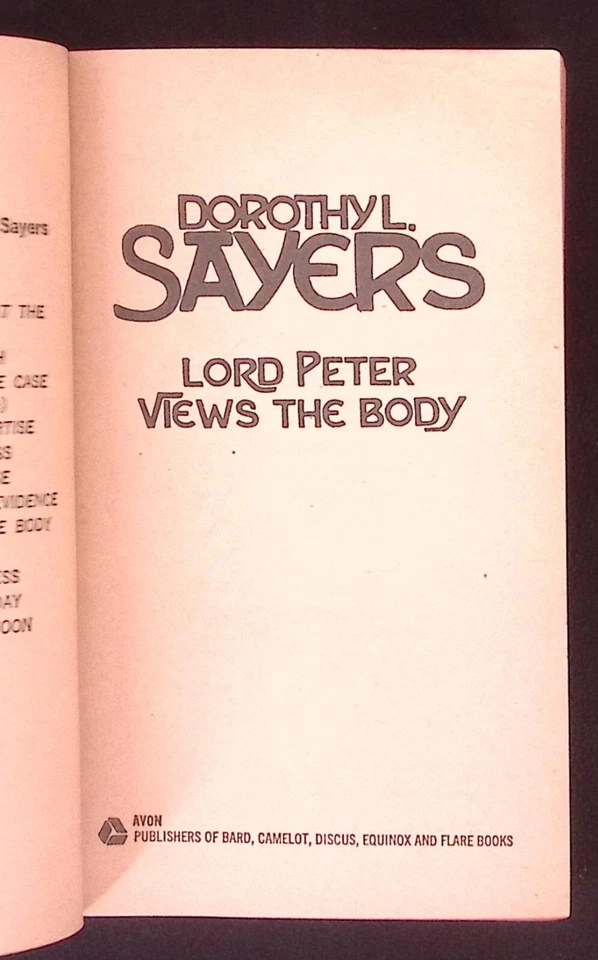 Sayers
T THE
H
E CASE
)
RTISE
SS
E
EVIDENCE
E BODY
ESS
DAY
OON
DOROTHY L.
SAYERS
LORD PETER
VIEWS THE BODY
AVON
PUBLISHERS OF BARD, CAMELOT, DISCUS, EQUINOX AND FLARE BOOKS